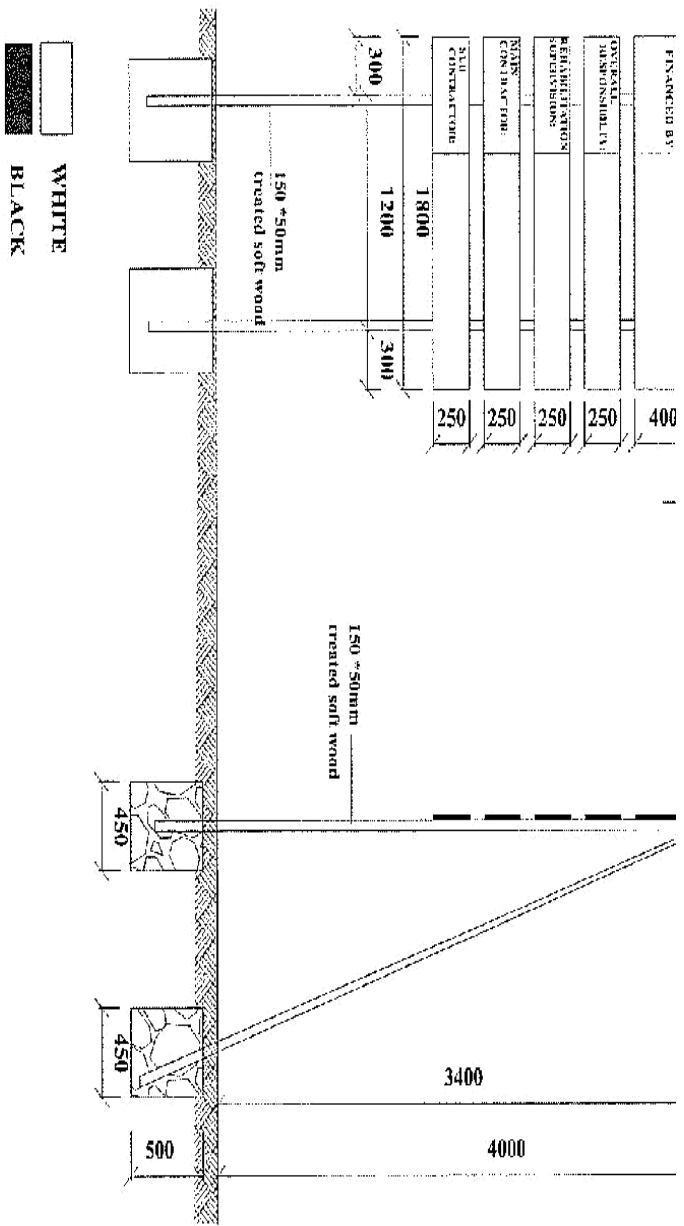 FINANCED BY
OVERALL
RESPONSIBILITY:
REHABILITATION
SUPERVISION:
MAIN
CONTRACTOR:
SUB
CONTRACTOR:
400
250
250
250
250
300
1200
300
1800
150 *50mm
treated soft wood
150 *50mm
treated soft wood
3400
4000
450
450
500
WHITE
BLACK